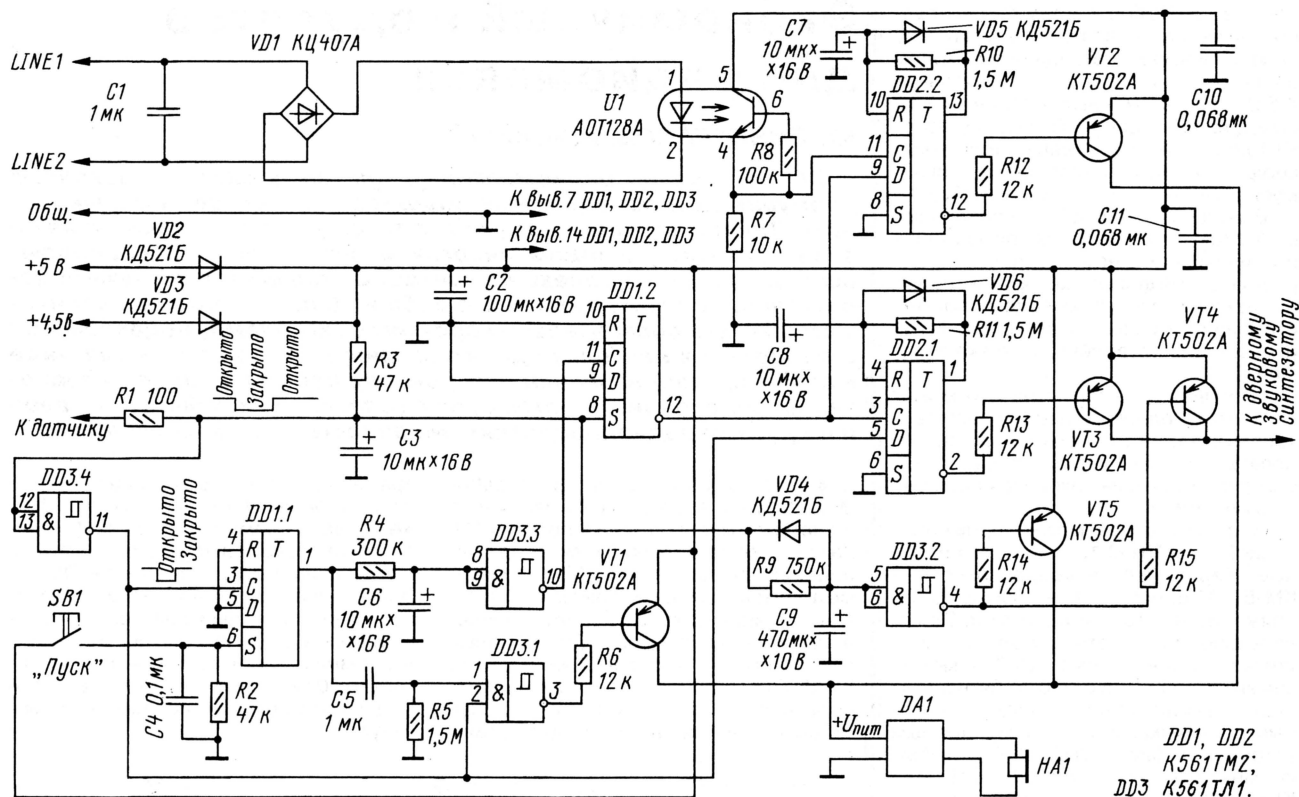 LINE1
C1
1 мк
LINE2
VD1 КЦ407А
1
2
U1
АОТ128А
5
6
4
R8
100к
R7
10 к
C7
10 мк×
×16 В
VD5 КД521Б
R10
1,5 М
DD2.2
10
13
R
T
11
C
9
D
8
S
12
R12
12 к
VT2
КТ502А
C10
0,068 мк
C11
0,068 мк
Общ.
К выв.7 DD1, DD2, DD3
К выв.14 DD1, DD2, DD3
+5 В
VD2
КД521Б
VD3
КД521Б
+4,5В
C2
100 мк×16 В
R3
47 к
Открыто
Закрыто
Открыто
R1 100
К датчику
C3
10 мк×16 В
DD1.2
10
R
T
11
C
9
D
8
S
12
C8
10 мк×
×16 В
VD6
КД521Б
R11 1,5 М
DD2.1
4
1
R
T
3
C
5
D
6
S
2
R13
12 к
VT3
КТ502А
VT4
КТ502А
К дверному
звуковому
синтезатору
DD3.4
12
13
&
11
Открыто
Закрыто
DD1.1
4
R
T
1
3
C
5
D
6
S
SB1
„Пуск”
C4 0,1мк
R2
47 к
R4
300 к
C6
10 мк×
×16 В
C5
1 мк
R5
1,5М
DD3.3
8
9
&
10
DD3.1
1
2
&
3
R6
12 к
VT1
КТ502А
VD4
КД521Б
R9 750к
C9
470 мк×
×10 В
DD3.2
5
6
&
4
R14
12 к
VT5
КТ502А
R15
12 к
+Uпит
DA1
HA1
DD1, DD2
К561ТМ2;
DD3 К561ТЛ1.